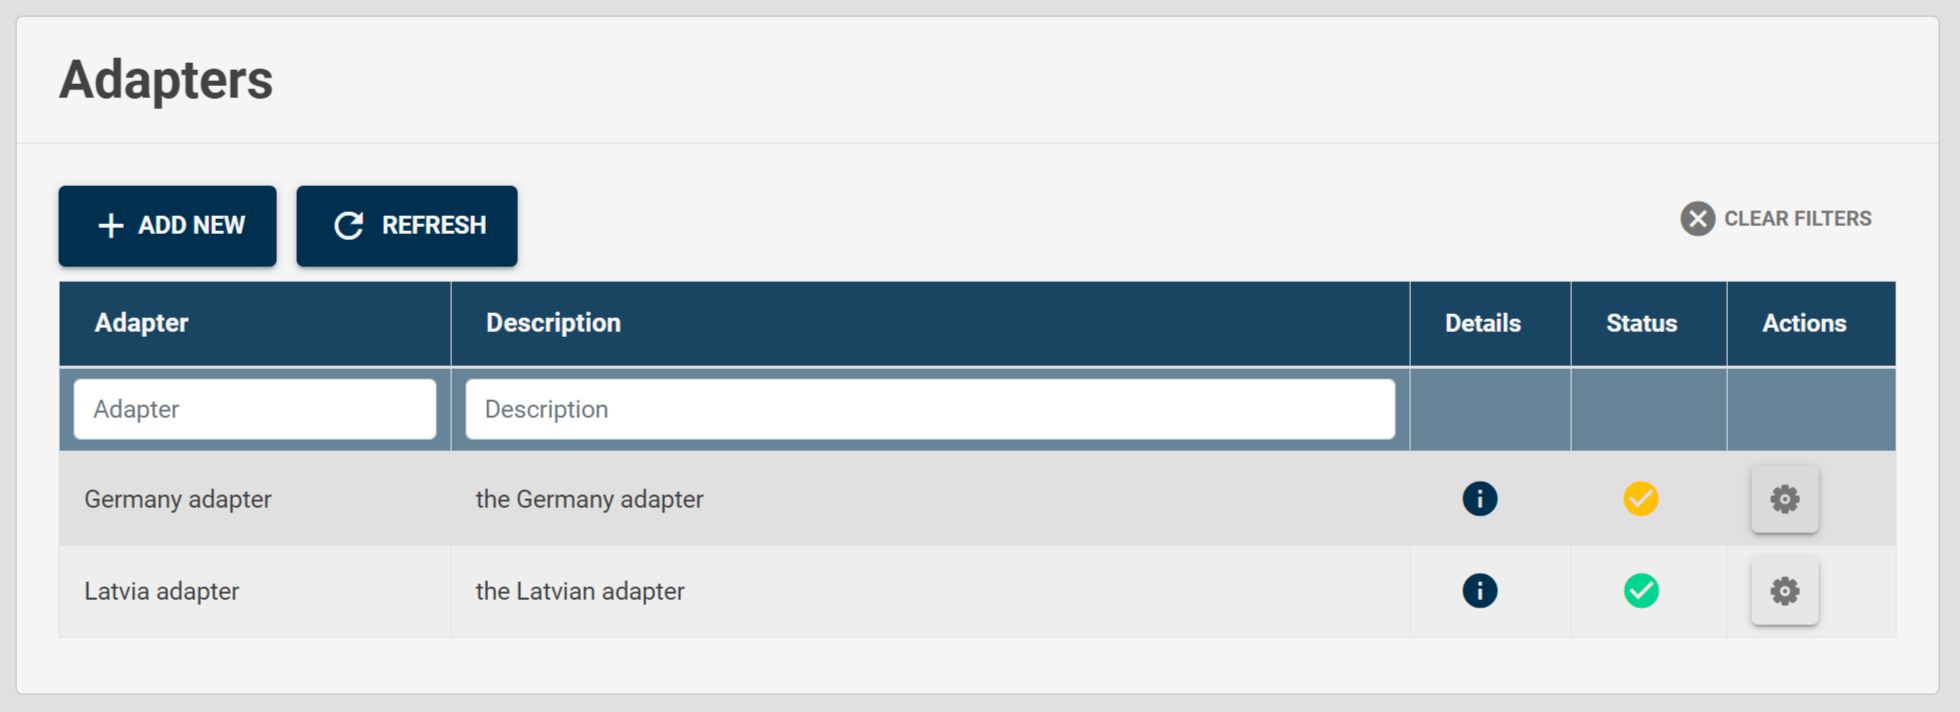 Adapters
ADD NEW REFRESH CLEAR FILTERS
Adapter Description Details Status Actions
Adapter Description
Germany adapter the Germany adapter
Latvia adapter the Latvian adapter